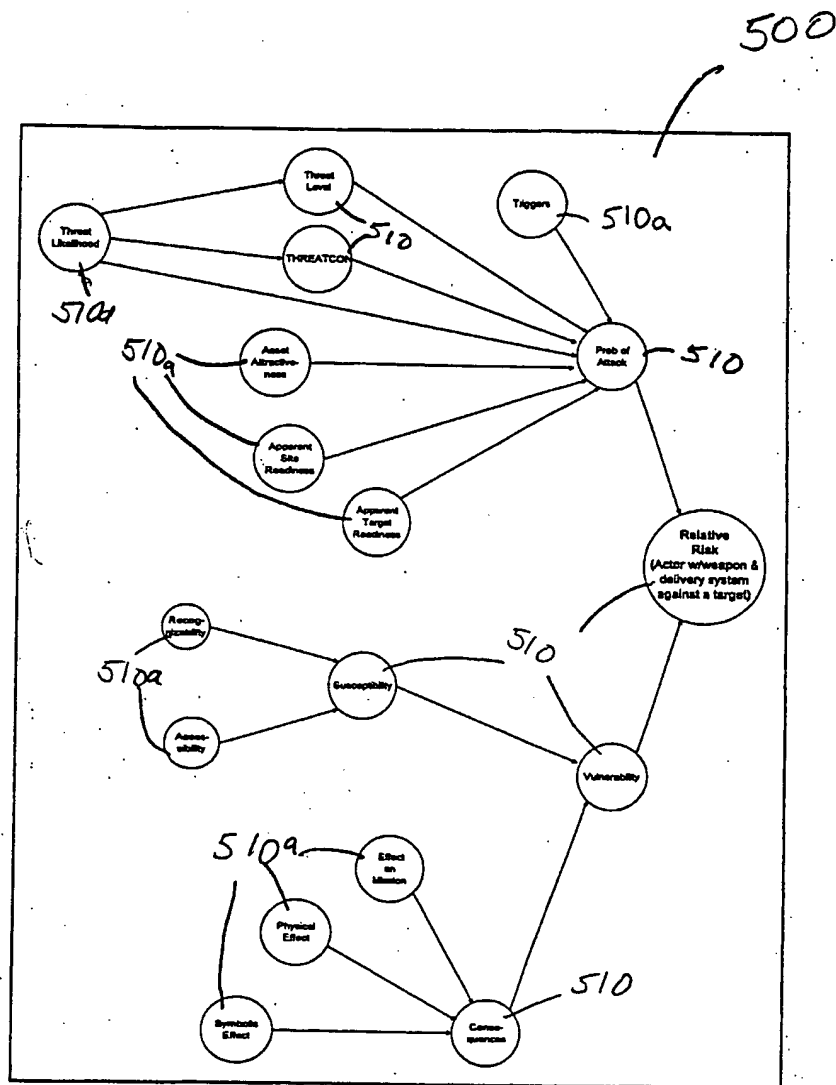 500
Threat
Level
Triggers
510a
Threat
Likelihood
510
THREATCON
510a
510a
Asset
Attractive-
ness
Prob of
Attack
510
Apparent
Site
Readiness
Apparent
Target
Readiness
Relative
Risk
(Actor w/weapon &
delivery system
against a target)
Recog-
nizability
510
510a
Susceptibility
Acces-
sibility
Vulnerability
510a
Effect
on
Mission
Physical
Effect
510
Symbolic
Effect
Conse-
quences